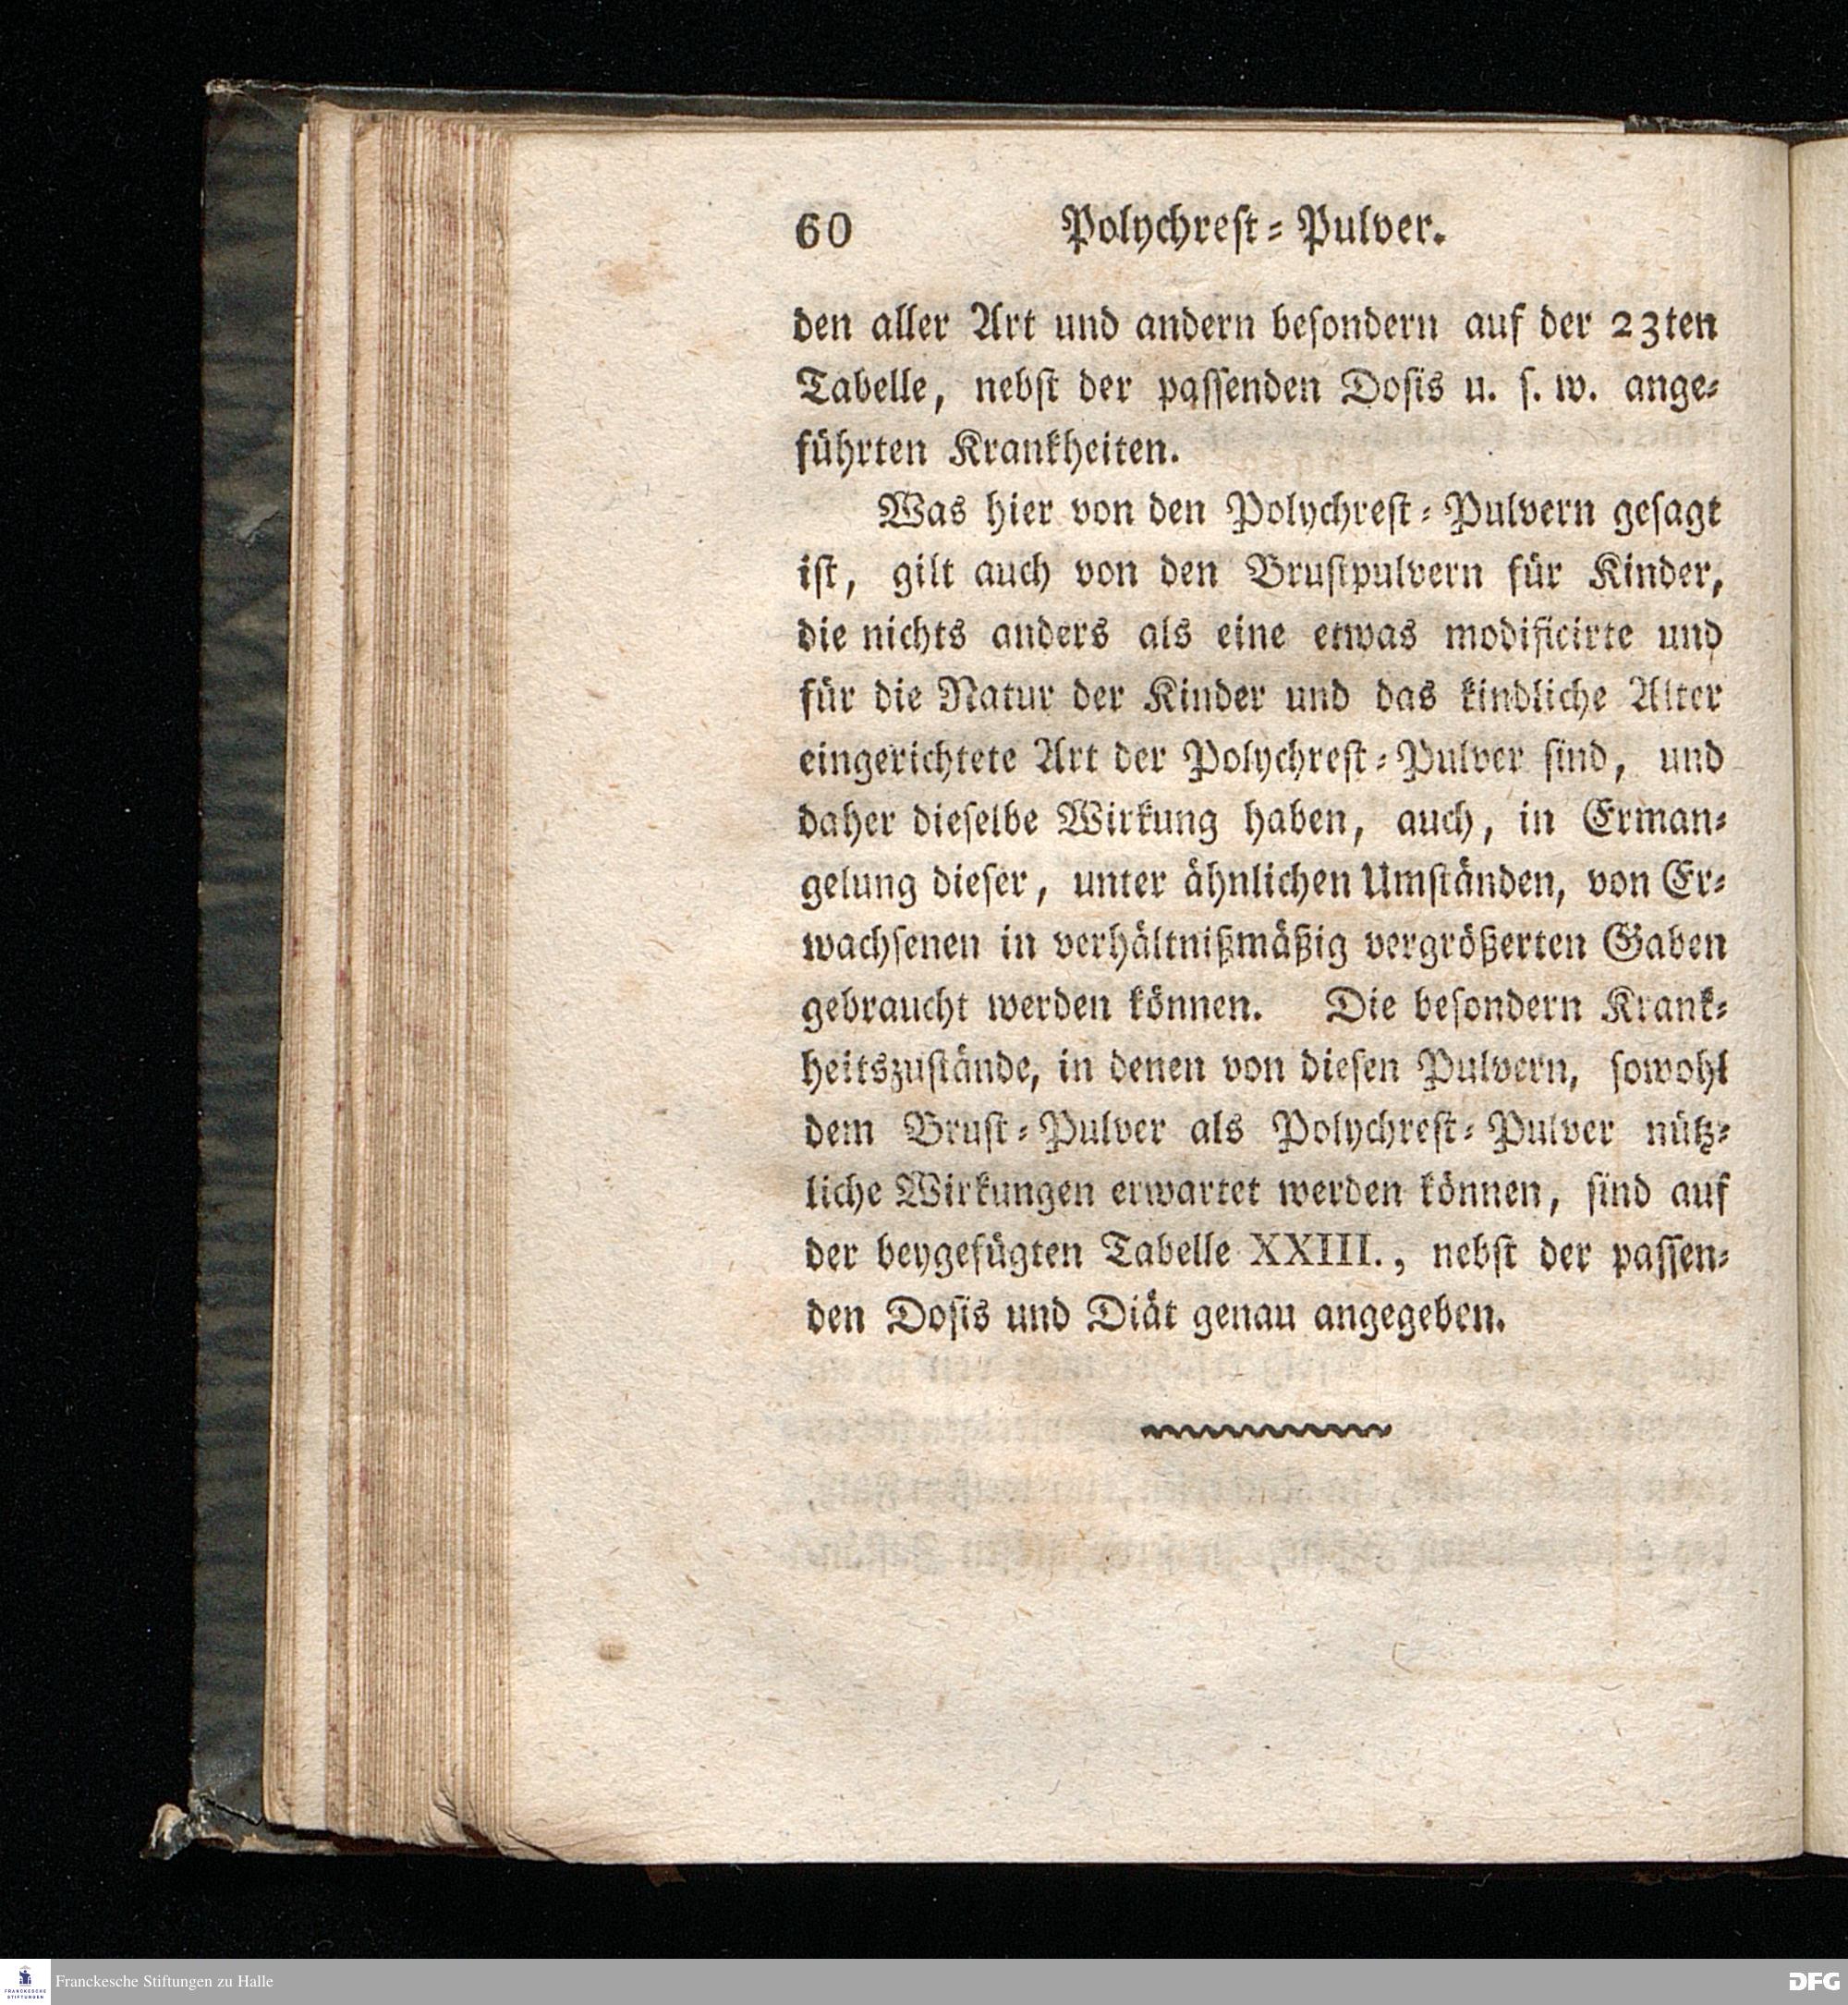 60 Polychreſt⸗Pulver.
den aller Art und andern beſondern auf der 23ten
Tabelle, nebſt der paſſenden Doſis u. ſ. w. ange⸗
führten Krankheiten.
Was hier von den Polychreſt⸗Pulvern geſagt
iſt, gilt auch von den Bruſtpulvern für Kinder,
die nichts anders als eine etwas modificirte und
für die Natur der Kinder und das kindliche Alter
eingerichtete Art der Polychreſt⸗Pulver ſind, und
daher dieſelbe Wirkung haben, auch, in Erman⸗
gelung dieſer, unter ähnlichen Umſtänden, von Er⸗
wachſenen in verhältnißmäßig vergrößerten Gaben
gebraucht werden können. Die beſondern Krank⸗
heitszuſtände, in denen von dieſen Pulvern, ſowohl
dem Bruſt⸗Pulver als Polychreſt⸗Pulver nütz⸗
liche Wirkungen erwartet werden können, ſind auf
der beygefügten Tabelle XXIII., nebſt der paſſen⸗
den Doſis und Diät genau angegeben.
FRANCKESCHE
STIFTUNGEN
Franckesche Stiftungen zu Halle
DFG